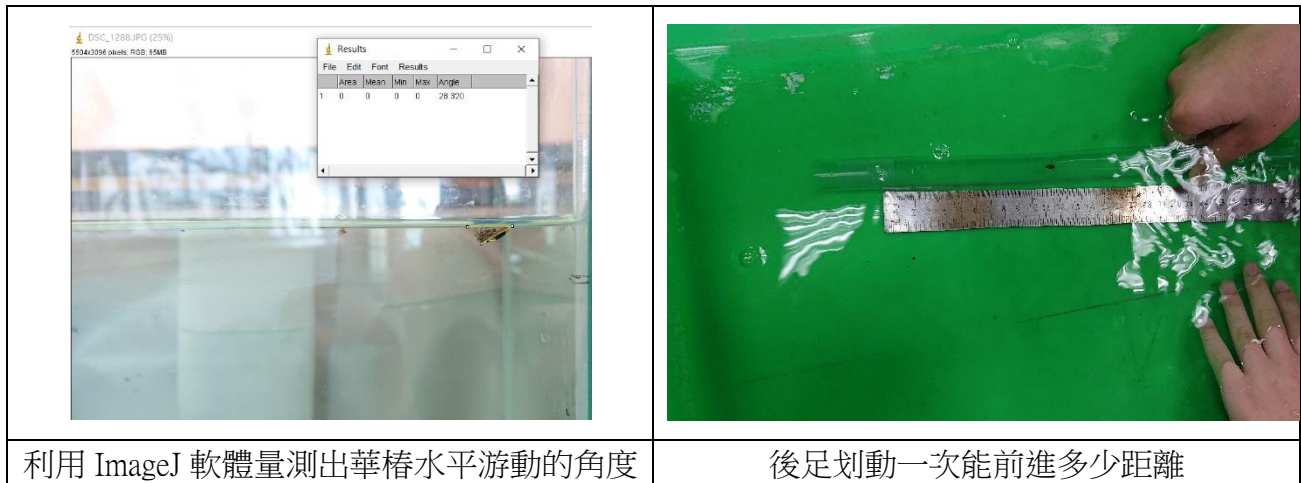 DSC_1288.JPG (25%)
5504x3096 pixels; RGB; 65MB
Results
File Edit Font Results
Area Mean Min Max Angle
1 0 0 0 0 28.320
利用 ImageJ 軟體量測出華椿水平游動的角度
後足划動一次能前進多少距離